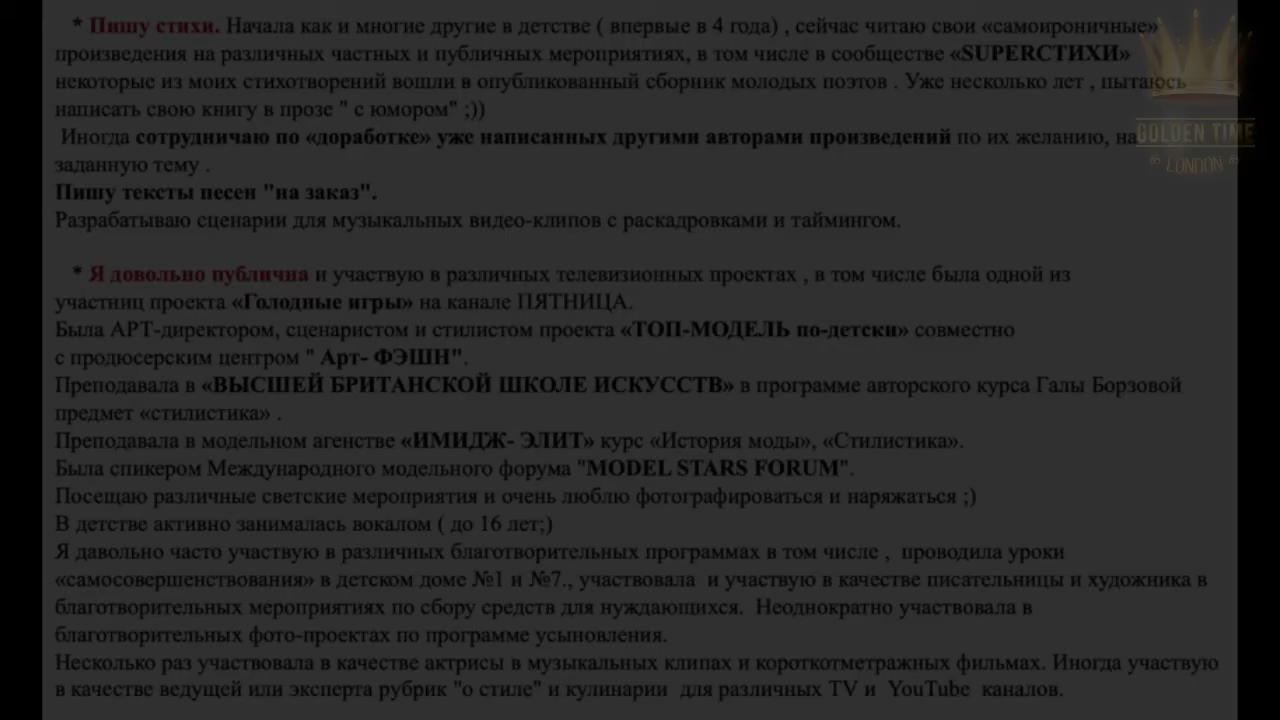 * Пишу стихи. Начала как и многие другие в детстве ( впервые в 4 года) , сейчас читаю свои «самоироничные»
произведения на различных частных и публичных мероприятиях, в том числе в сообществе «SUPERСТИХИ»
некоторые из моих стихотворений вошли в опубликованный сборник молодых поэтов . Уже несколько лет , пытаюсь
написать свою книгу в прозе " с юмором" ;))
Иногда сотрудничаю по «доработке» уже написанных другими авторами произведений по их желанию, на
заданную тему .
Пишу тексты песен "на заказ".
Разрабатываю сценарии для музыкальных видео-клипов с раскадровками и таймингом.
* Я довольно публична и участвую в различных телевизионных проектах , в том числе была одной из
участниц проекта «Голодные игры» на канале ПЯТНИЦА.
Была АРТ-директором, сценаристом и стилистом проекта «ТОП-МОДЕЛЬ по-детски» совместно
с продюсерским центром " Арт- ФЭШН".
Преподавала в «ВЫСШЕЙ БРИТАНСКОЙ ШКОЛЕ ИСКУССТВ» в программе авторского курса Галы Борзовой
предмет «стилистика» .
Преподавала в модельном агенстве «ИМИДЖ- ЭЛИТ» курс «История моды», «Стилистика».
Была спикером Международного модельного форума "MODEL STARS FORUM".
Посещаю различные светские мероприятия и очень люблю фотографироваться и наряжаться ;)
В детстве активно занималась вокалом ( до 16 лет;)
Я давольно часто участвую в различных благотворительных программах в том числе , проводила уроки
«самосовершенствования» в детском доме №1 и №7., участвовала и участвую в качестве писательницы и художника в
благотворительных мероприятиях по сбору средств для нуждающихся. Неоднократно участвовала в
благотворительных фото-проектах по программе усыновления.
Несколько раз участвовала в качестве актрисы в музыкальных клипах и короткотметражных фильмах. Иногда участвую
в качестве ведущей или эксперта рубрик "о стиле" и кулинарии для различных TV и YouTube каналов.
GOLDEN TIME
LONDON